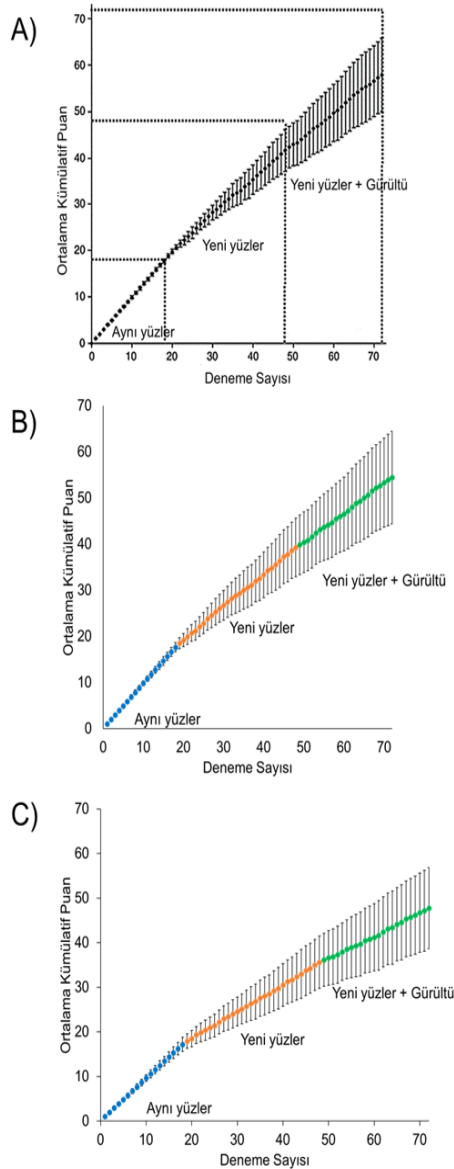 A)
Ortalama Kümülatif Puan
70
60
50
40
30
20
10
0
Yeni yüzler + Gürültü
Yeni yüzler
Aynı yüzler
0 10 20 30 40 50 60 70
Deneme Sayısı
B)
Ortalama Kümülatif Puan
70
60
50
40
30
20
10
0
Yeni yüzler + Gürültü
Yeni yüzler
Aynı yüzler
0 10 20 30 40 50 60 70
Deneme Sayısı
C)
Ortalama Kümülatif Puan
70
60
50
40
30
20
10
0
Yeni yüzler + Gürültü
Yeni yüzler
Aynı yüzler
0 10 20 30 40 50 60 70
Deneme Sayısı